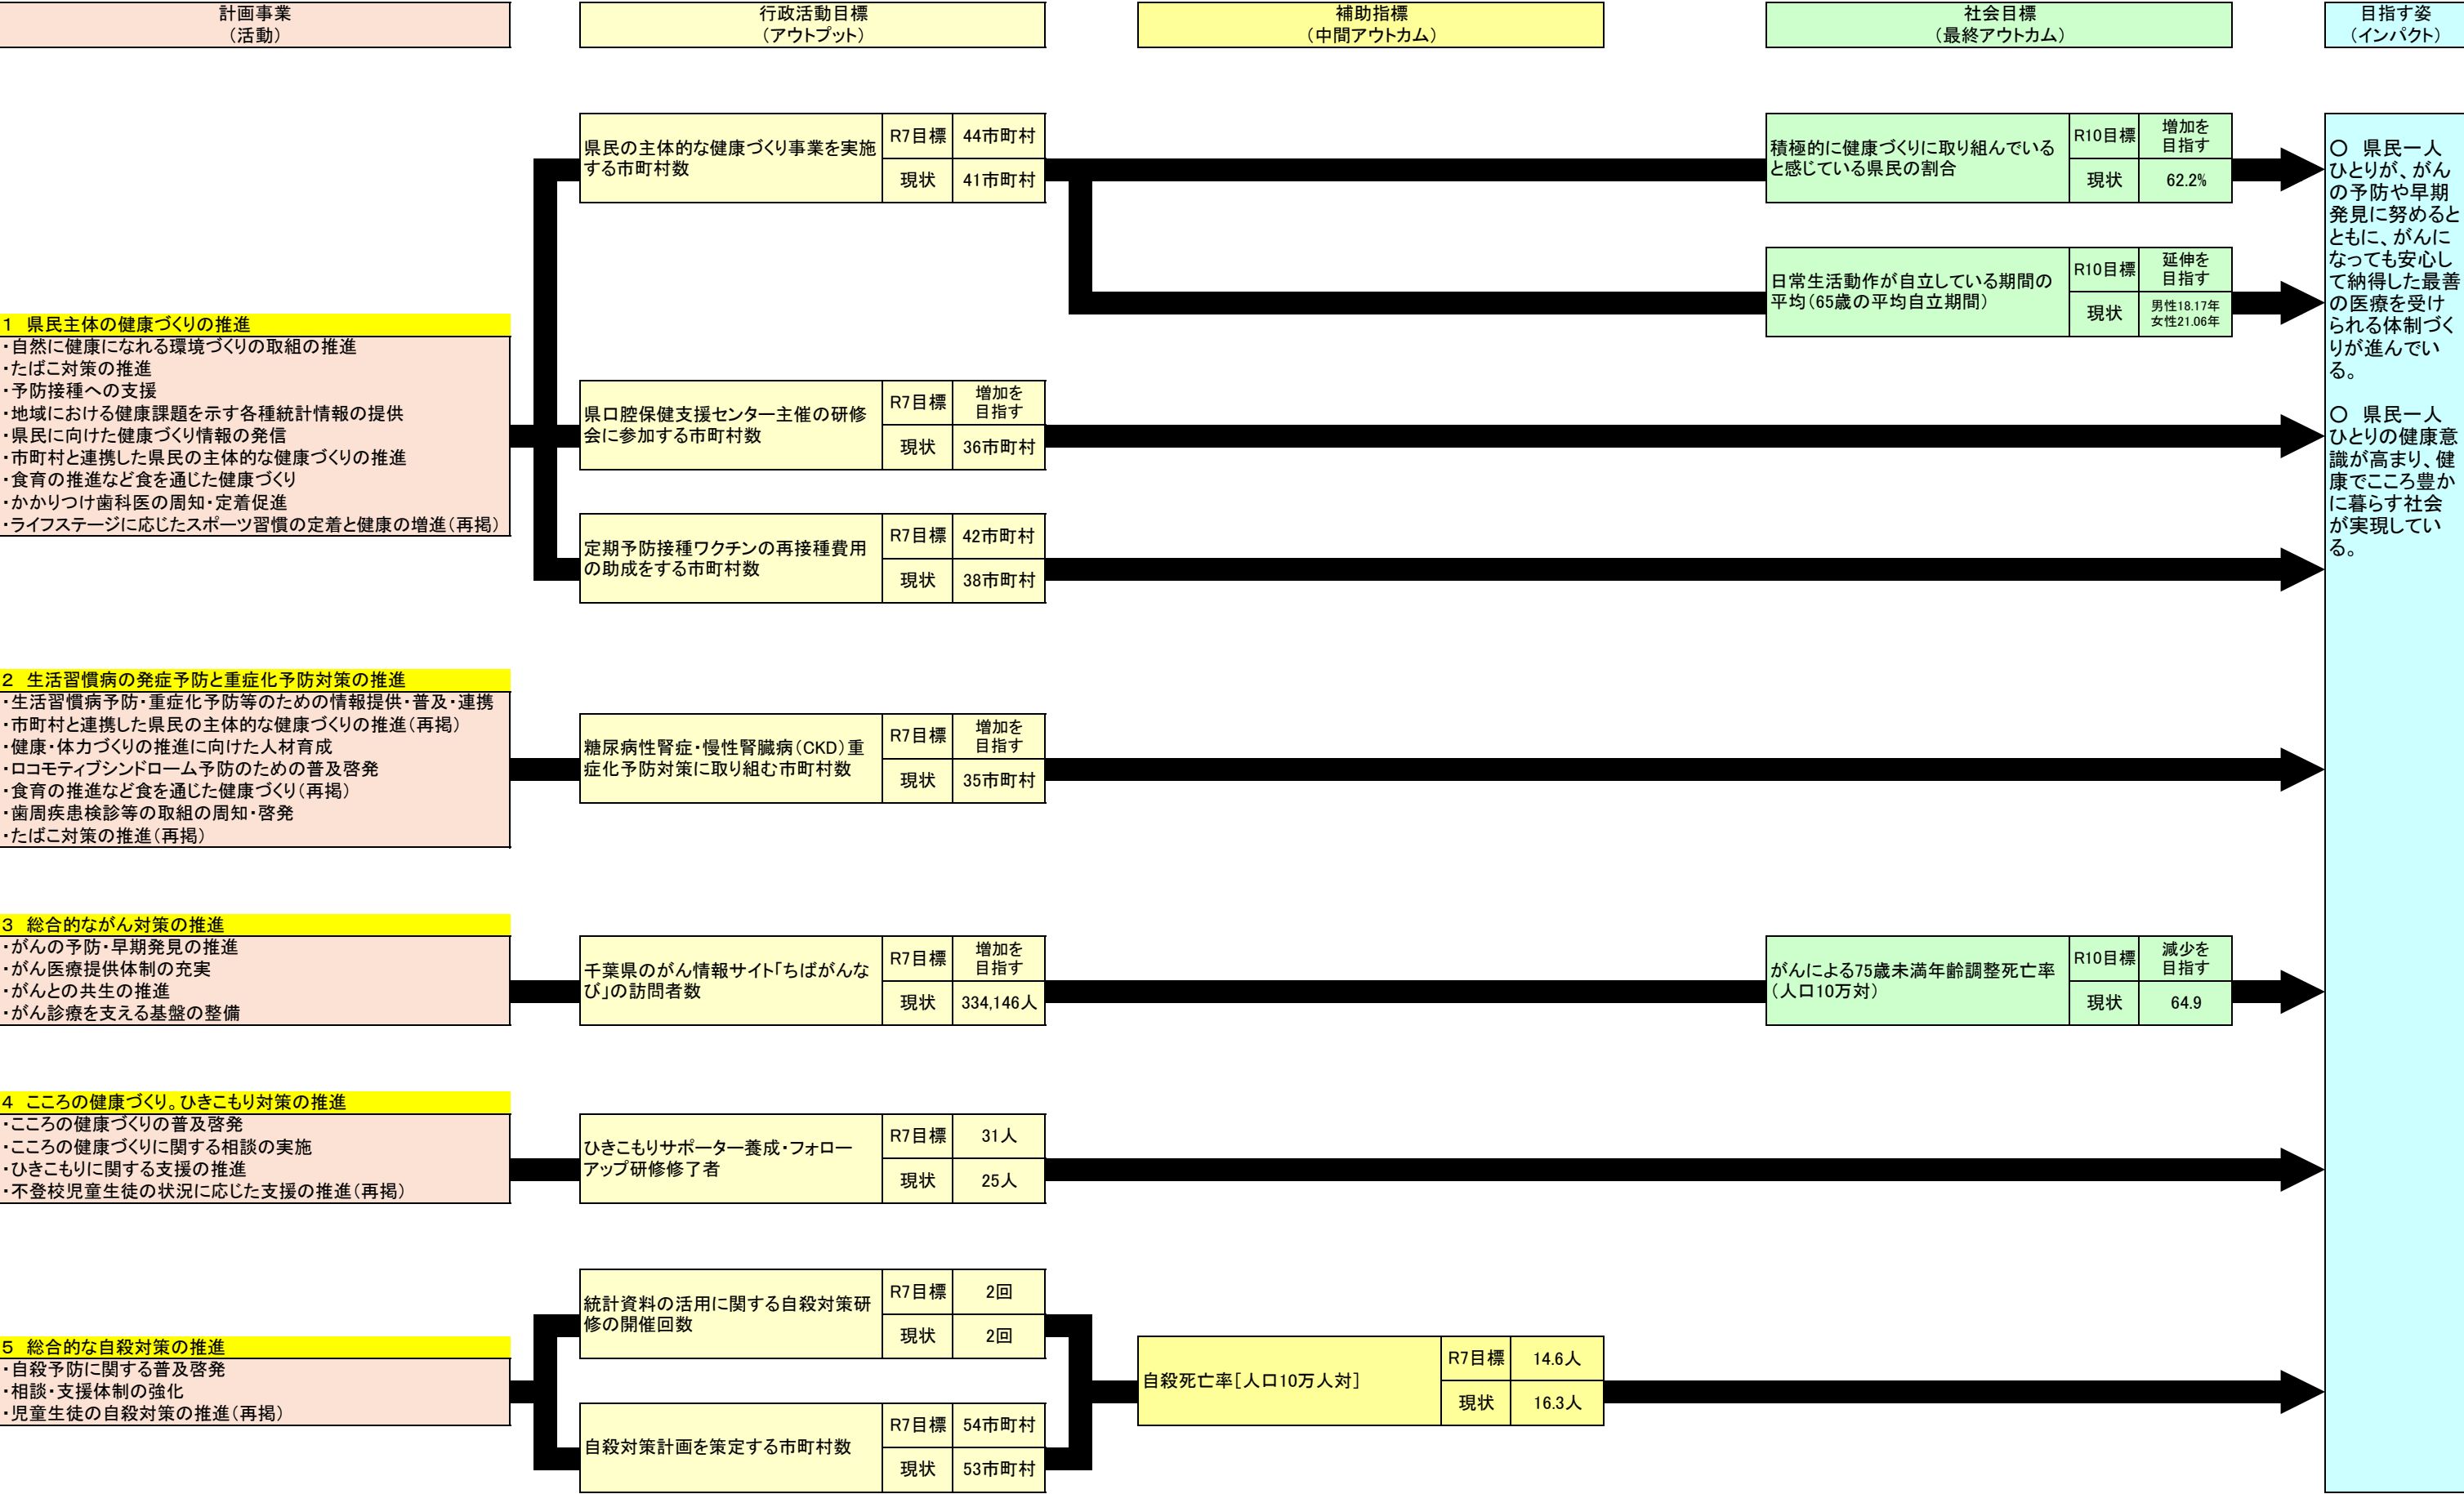 計画事業
（活動）
行政活動目標
（アウトプット）
補助指標
（中間アウトカム）
社会目標
（最終アウトカム）
目指す姿
（インパクト）
1　県民主体の健康づくりの推進
・自然に健康になれる環境づくりの取組の推進
・たばこ対策の推進
・予防接種への支援
・地域における健康課題を示す各種統計情報の提供
・県民に向けた健康づくり情報の発信
・市町村と連携した県民の主体的な健康づくりの推進
・食育の推進など食を通じた健康づくり
・かかりつけ歯科医の周知・定着促進
・ライフステージに応じたスポーツ習慣の定着と健康の増進（再掲）
県民の主体的な健康づくり事業を実施
する市町村数
R7目標
44市町村
現状
41市町村
積極的に健康づくりに取り組んでいる
と感じている県民の割合
R10目標
増加を
目指す
現状
62.2%
日常生活動作が自立している期間の
平均（65歳の平均自立期間）
R10目標
延伸を
目指す
現状
男性18.17年
女性21.06年
県口腔保健支援センター主催の研修
会に参加する市町村数
R7目標
増加を
目指す
現状
36市町村
定期予防接種ワクチンの再接種費用
の助成をする市町村数
R7目標
42市町村
現状
38市町村
2　生活習慣病の発症予防と重症化予防対策の推進
・生活習慣病予防・重症化予防等のための情報提供・普及・連携
・市町村と連携した県民の主体的な健康づくりの推進（再掲）
・健康・体力づくりの推進に向けた人材育成
・ロコモティブシンドローム予防のための普及啓発
・食育の推進など食を通じた健康づくり（再掲）
・歯周疾患検診等の取組の周知・啓発
・たばこ対策の推進（再掲）
糖尿病性腎症・慢性腎臓病（CKD）重
症化予防対策に取り組む市町村数
R7目標
増加を
目指す
現状
35市町村
3　総合的ながん対策の推進
・がんの予防・早期発見の推進
・がん医療提供体制の充実
・がんとの共生の推進
・がん診療を支える基盤の整備
千葉県のがん情報サイト「ちばがんな
び」の訪問者数
R7目標
増加を
目指す
現状
334,146人
がんによる75歳未満年齢調整死亡率
（人口10万対）
R10目標
減少を
目指す
現状
64.9
4　こころの健康づくり。ひきこもり対策の推進
・こころの健康づくりの普及啓発
・こころの健康づくりに関する相談の実施
・ひきこもりに関する支援の推進
・不登校児童生徒の状況に応じた支援の推進（再掲）
ひきこもりサポーター養成・フォロー
アップ研修修了者
R7目標
31人
現状
25人
5　総合的な自殺対策の推進
・自殺予防に関する普及啓発
・相談・支援体制の強化
・児童生徒の自殺対策の推進（再掲）
統計資料の活用に関する自殺対策研
修の開催回数
R7目標
2回
現状
2回
自殺対策計画を策定する市町村数
R7目標
54市町村
現状
53市町村
自殺死亡率［人口10万人対］
R7目標
14.6人
現状
16.3人
○　県民一人
ひとりが、がん
の予防や早期
発見に努めると
ともに、がんに
なっても安心し
て納得した最善
の医療を受け
られる体制づく
りが進んでい
る。
○　県民一人
ひとりの健康意
識が高まり、健
康でこころ豊か
に暮らす社会
が実現してい
る。